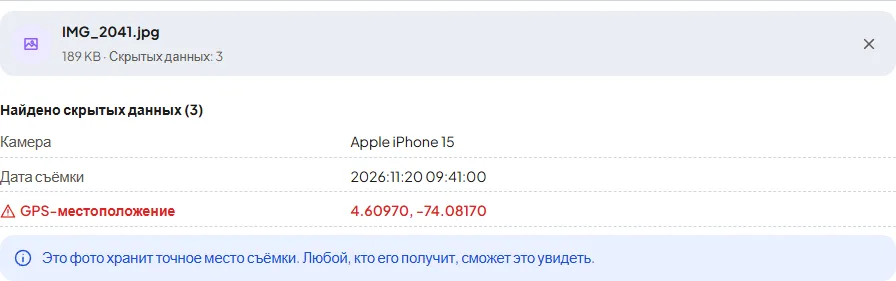 IMG_2041.jpg
189 KB · Скрытых данных: 3
Найдено скрытых данных (3)
Камера Apple iPhone 15
Дата съёмки 2026:11:20 09:41:00
GPS-местоположение 4.60970, -74.08170
Это фото хранит точное место съёмки. Любой, кто его получит, сможет это увидеть.